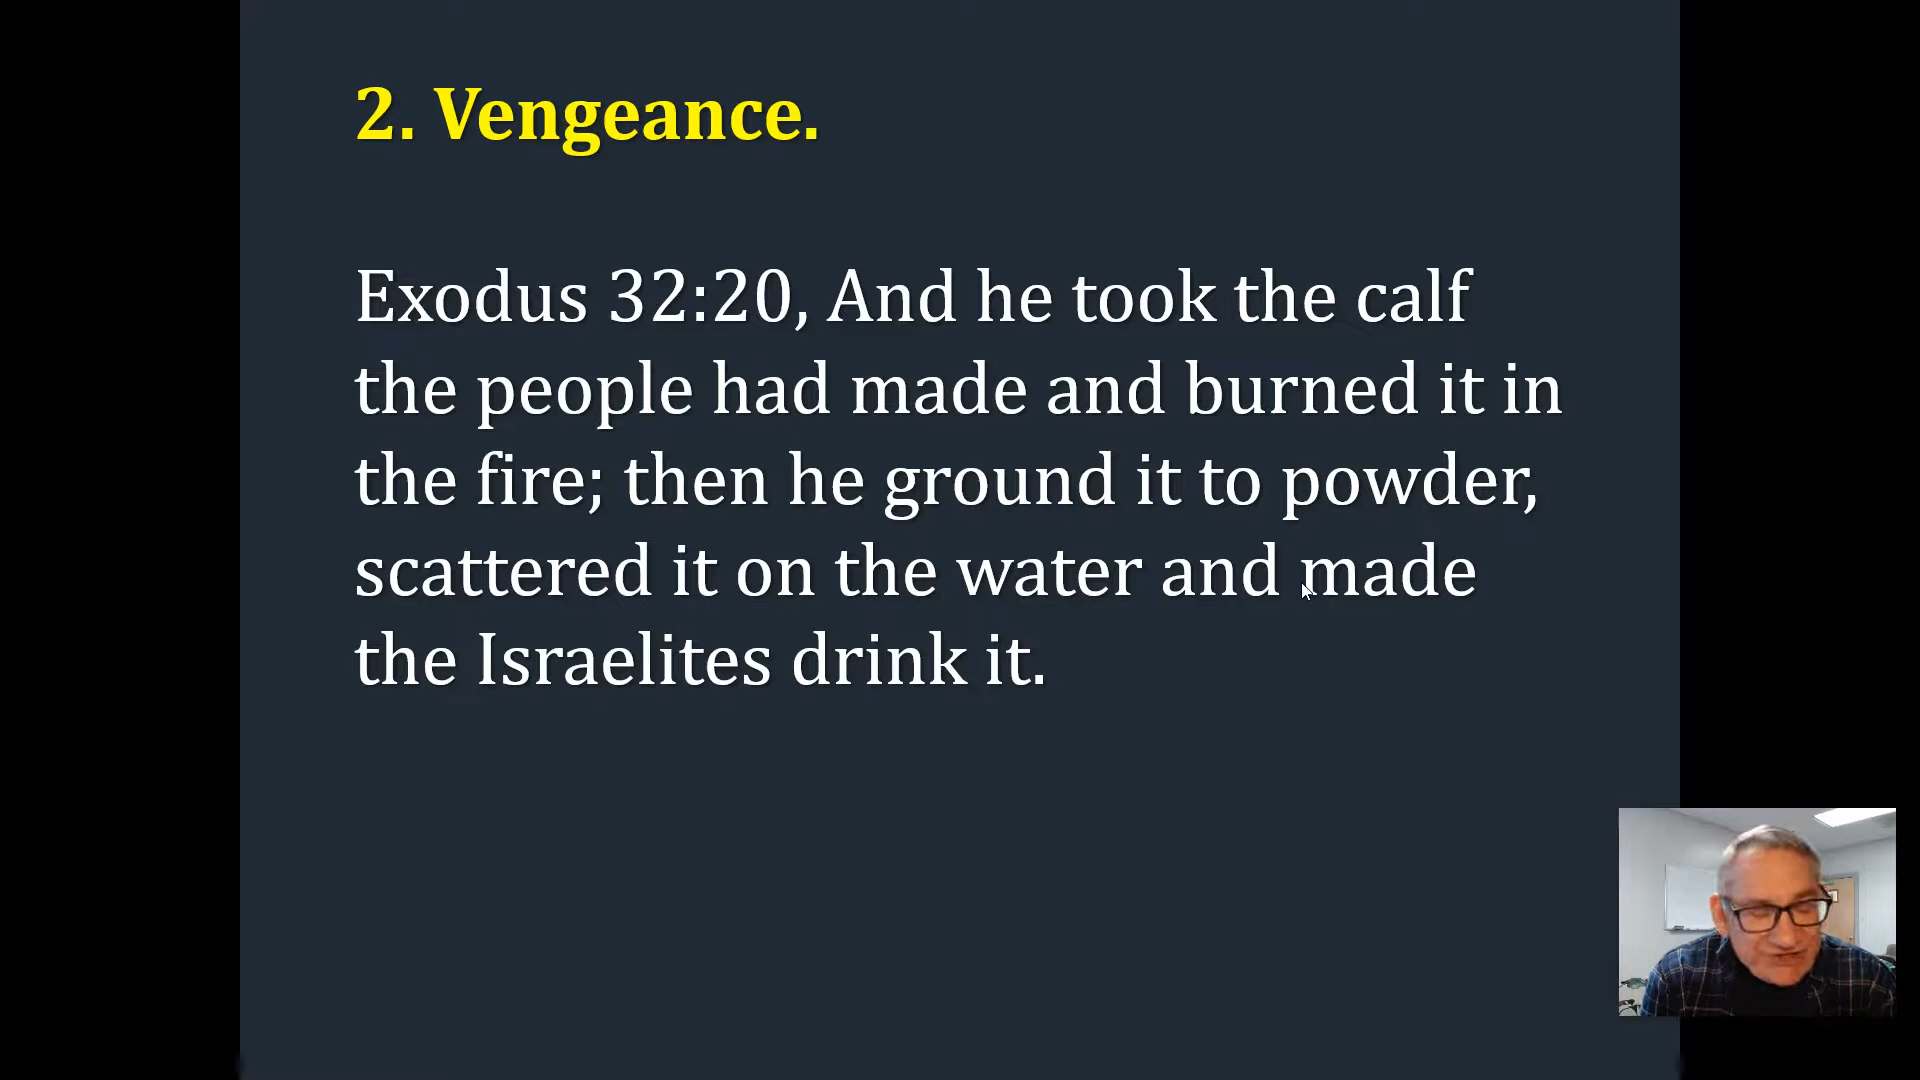 2. Vengeance.
Exodus 32:20, And he took the calf
the people had made and burned it in
the fire; then he ground it to powder,
scattered it on the water and made
the Israelites drink it.